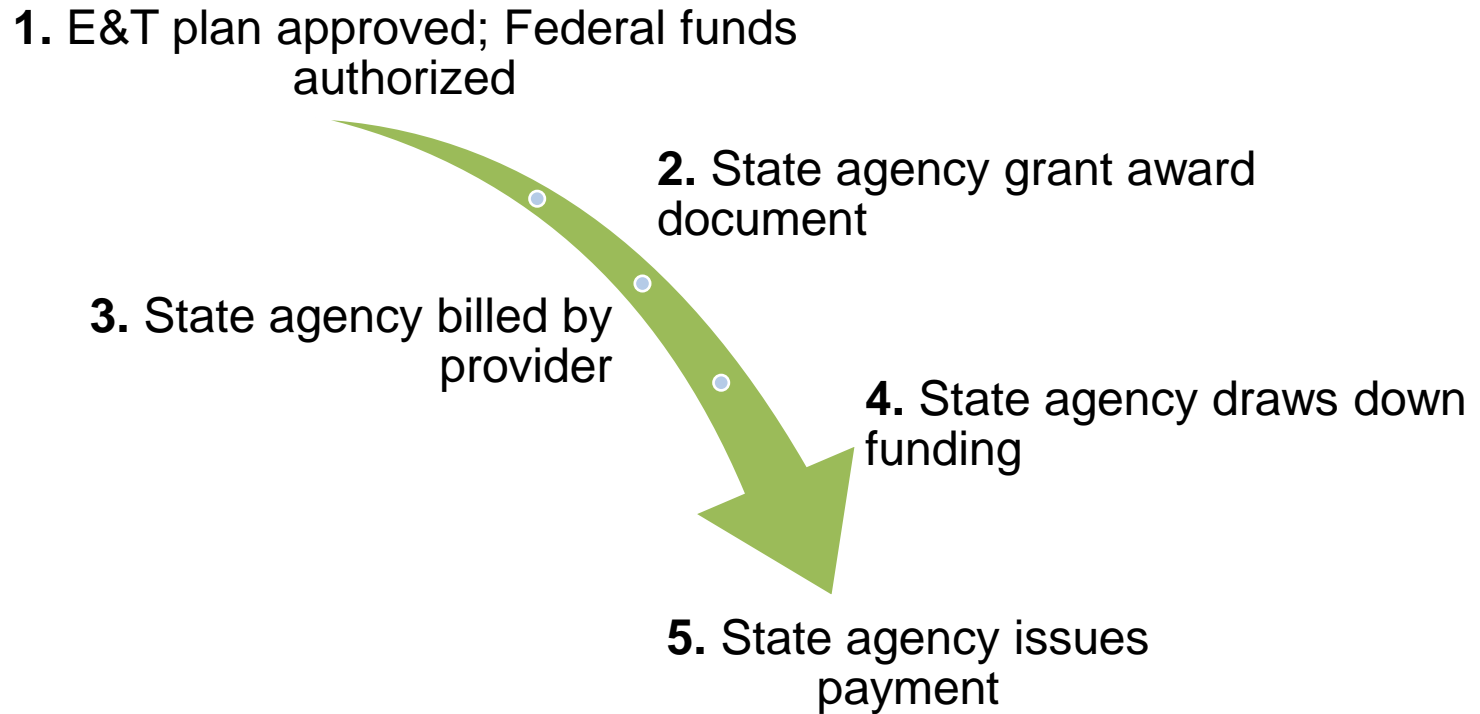 1. E&T plan approved; Federal funds
authorized
2. State agency grant award
document
3. State agency billed by
provider
4. State agency draws down
funding
5. State agency issues
payment